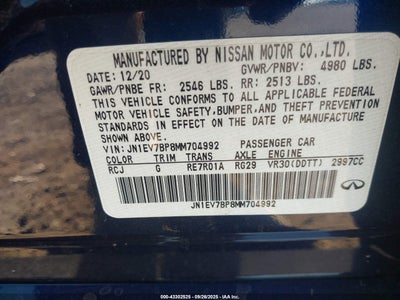 MANUFACTURED BY NISSAN MOTOR CO.,LTD.
DATE: 12/20 GVWR/PNBV: 4980 LBS.
GAWR/PNBE FR: 2546 LBS. RR: 2513 LBS.
THIS VEHICLE CONFORMS TO ALL APPLICABLE FEDERAL
MOTOR VEHICLE SAFETY, BUMPER, AND THEFT PREVENTION
STANDARDS IN EFFECT ON THE DATE OF MANUFACTURE
SHOWN ABOVE.
VIN: JN1EV7BP8MM704992 PASSENGER CAR
COLOR TRIM TRANS AXLE ENGINE
RCJ G RE7R01A RG29 VR30(DDTT) 2997CC
JN1EV7BP8MM704992
INFINITI
No: 43302525 - 09/29/2025 - IAA Inc.